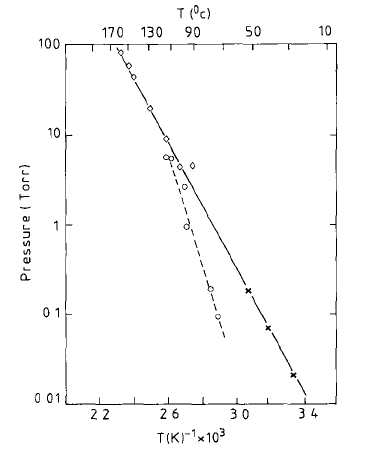 T (⁰c)
170 130 90 50 10
100
10
1
0 1
0 01
Pressure (Torr)
2 2 2 6 3 0 3 4
T(K)⁻¹×10³